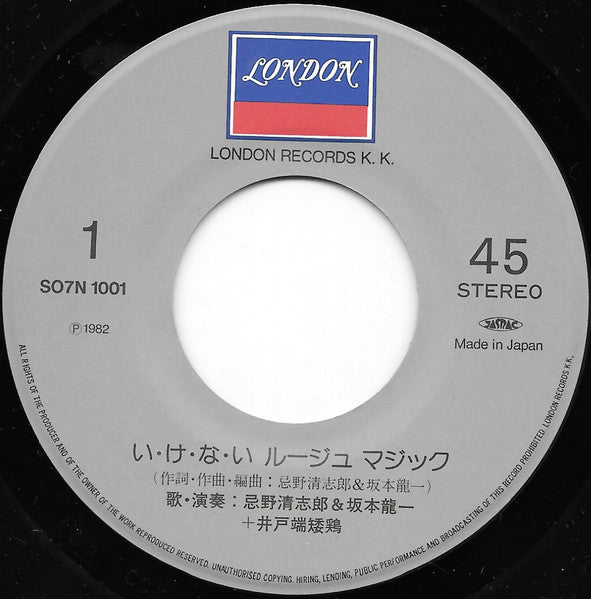 LONDON
LONDON RECORDS K. K.
1
SO7N 1001
Ⓟ 1982
45
STEREO
JASRAC
Made in Japan
い・け・な・い ルージュ マジック
(作詞・作曲・編曲：忌野清志郎&坂本龍一)
歌・演奏：忌野清志郎&坂本龍一
+井戸端矮鶏
ALL RIGHTS OF THE PRODUCER AND OF THE OWNER OF THE WORK REPRODUCED RESERVED. UNAUTHORISED COPYING. HIRING, LENDING, PUBLIC PERFORMANCE AND BROADCASTING OF THIS RECORD PROHIBITED. LONDON RECORDS K.K.